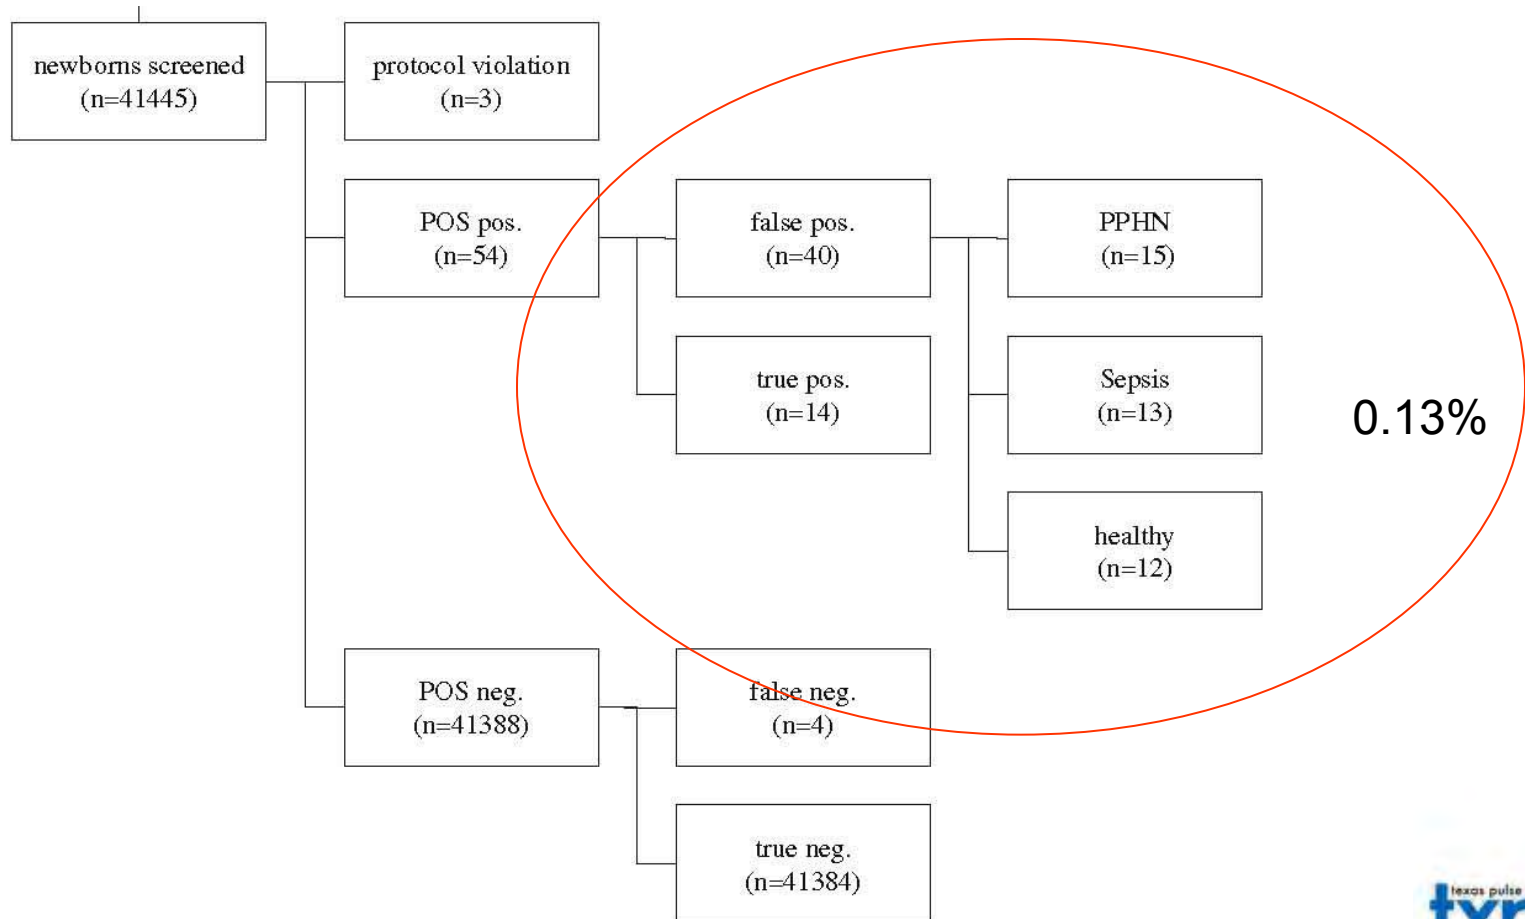 newborns screened
(n=41445)
protocol violation
(n=3)
POS pos.
(n=54)
false pos.
(n=40)
PPHN
(n=15)
true pos.
(n=14)
Sepsis
(n=13)
0.13%
healthy
(n=12)
POS neg.
(n=41388)
false neg.
(n=4)
true neg.
(n=41384)
texas pulse